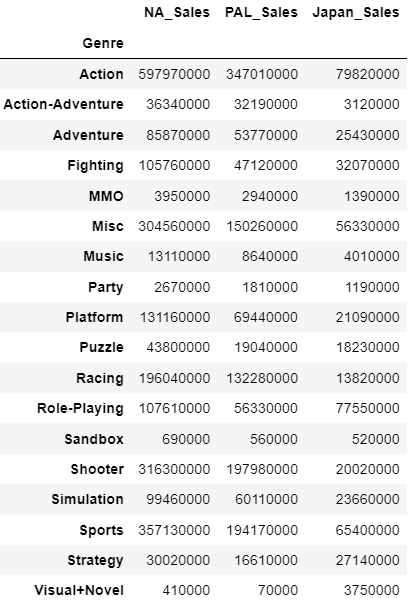 NA_Sales PAL_Sales Japan_Sales
Genre
Action 597970000 347010000 79820000
Action-Adventure 36340000 32190000 3120000
Adventure 85870000 53770000 25430000
Fighting 105760000 47120000 32070000
MMO 3950000 2940000 1390000
Misc 304560000 150260000 56330000
Music 13110000 8640000 4010000
Party 2670000 1810000 1190000
Platform 131160000 69440000 21090000
Puzzle 43800000 19040000 18230000
Racing 196040000 132280000 13820000
Role-Playing 107610000 56330000 77550000
Sandbox 690000 560000 520000
Shooter 316300000 197980000 20020000
Simulation 99460000 60110000 23660000
Sports 357130000 194170000 65400000
Strategy 30020000 16610000 27140000
Visual+Novel 410000 70000 3750000